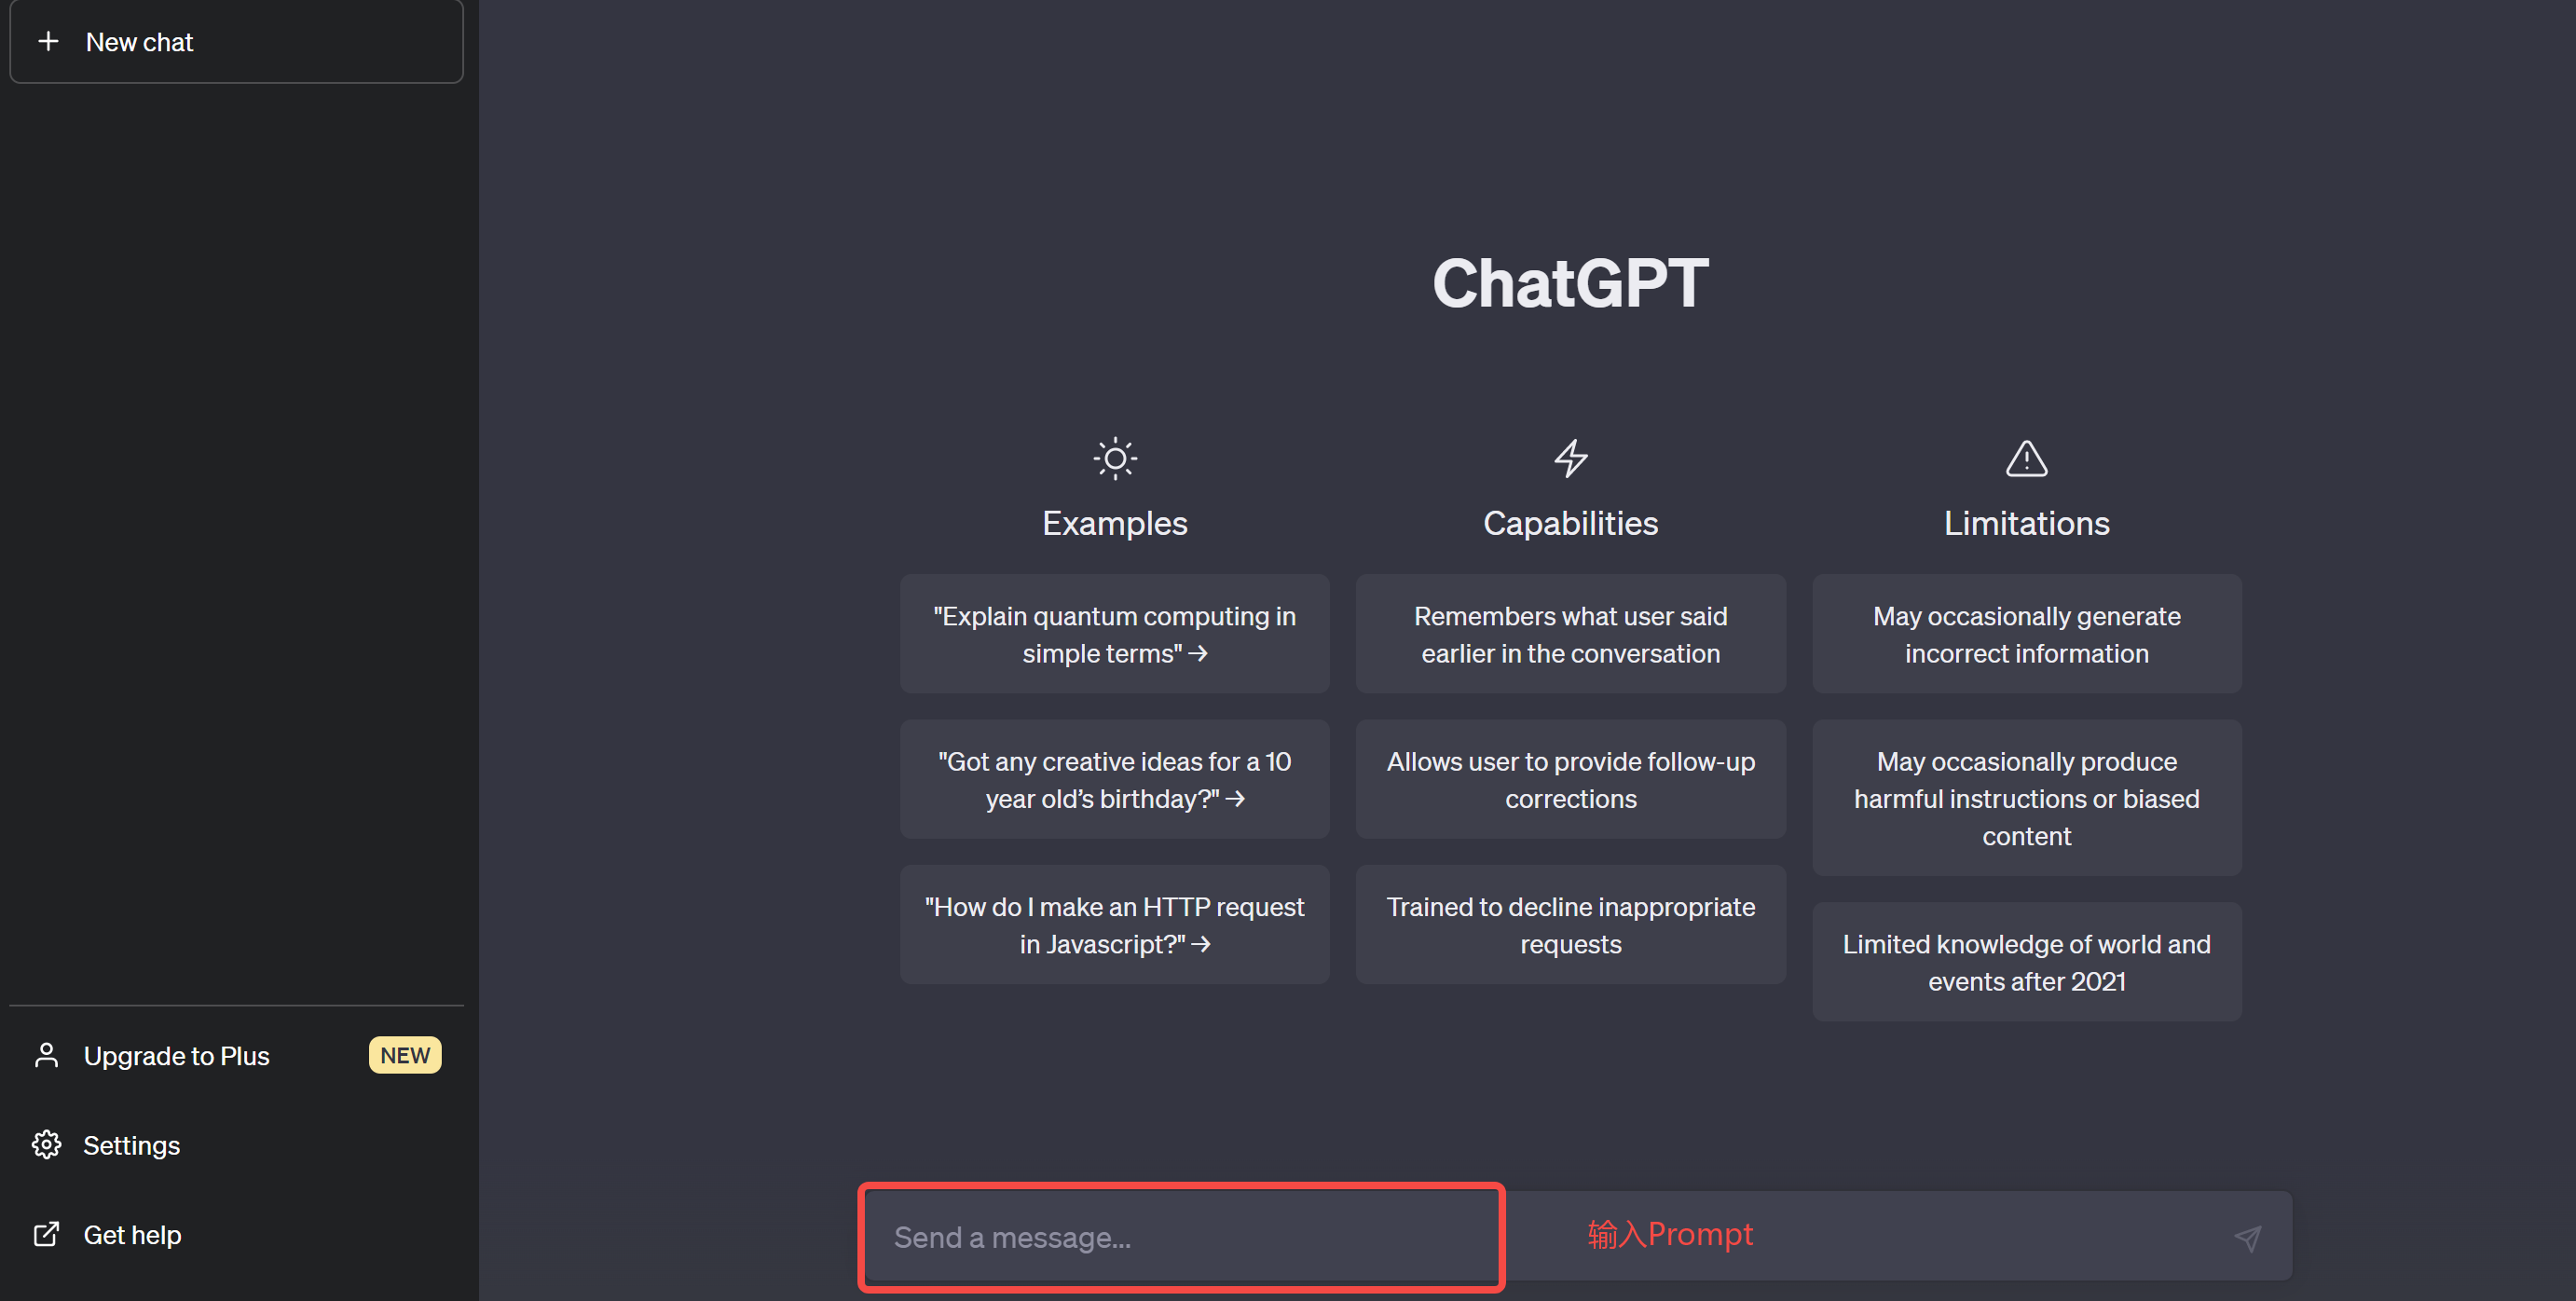 New chat
ChatGPT
Examples
"Explain quantum computing in
simple terms" →
"Got any creative ideas for a 10
year old’s birthday?" →
"How do I make an HTTP request
in Javascript?" →
Capabilities
Remembers what user said
earlier in the conversation
Allows user to provide follow-up
corrections
Trained to decline inappropriate
requests
Limitations
May occasionally generate
incorrect information
May occasionally produce
harmful instructions or biased
content
Limited knowledge of world and
events after 2021
Upgrade to Plus NEW
Settings
Get help
Send a message...
输入Prompt